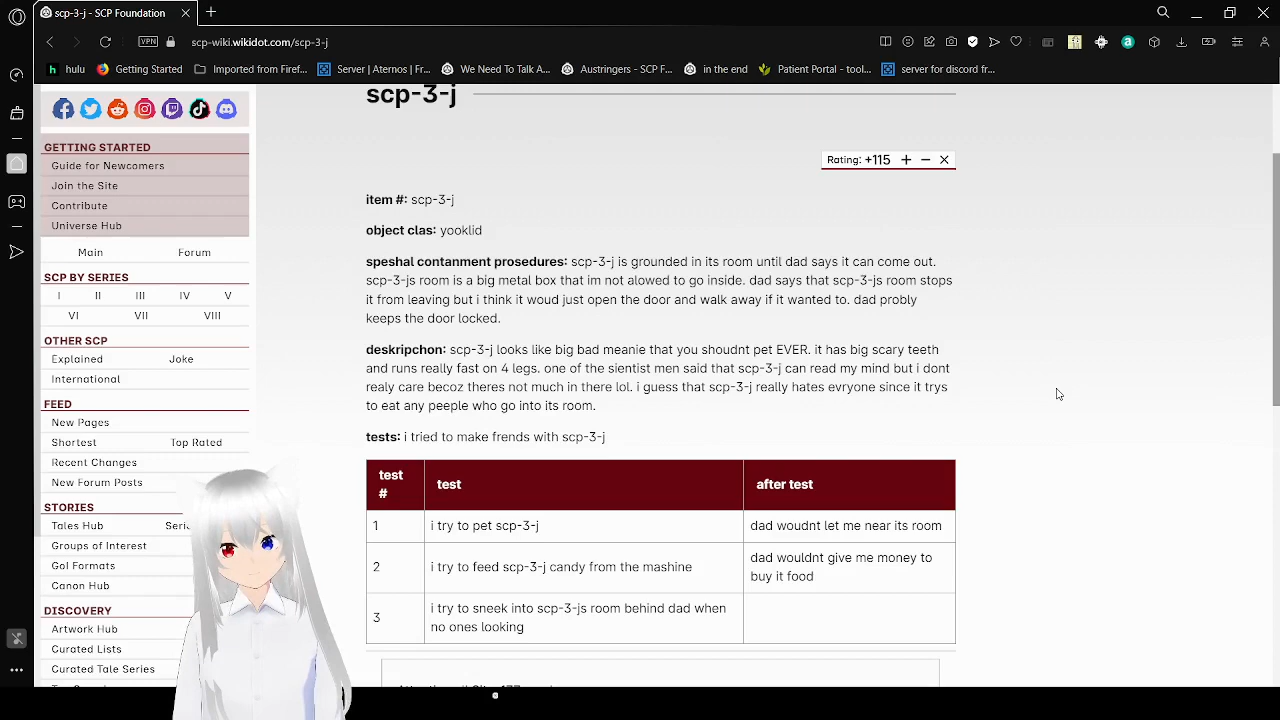 scp-3-j - SCP Foundation
VPN scp-wiki.wikidot.com/scp-3-j
hulu Getting Started Imported from Firef... Server | Aternos | Fr... We Need To Talk A... Austringers - SCP F... in the end Patient Portal - tool... server for discord fr...
scp-3-j
Rating: +115 + − ×
GETTING STARTED
Guide for Newcomers
Join the Site
Contribute
Universe Hub
Main Forum
SCP BY SERIES
I II III IV V
VI VII VIII
OTHER SCP
Explained Joke
International
FEED
New Pages
Shortest Top Rated
Recent Changes
New Forum Posts
STORIES
Tales Hub Seri
Groups of Interest
GoI Formats
Canon Hub
DISCOVERY
Artwork Hub
Curated Lists
Curated Tale Series
item #: scp-3-j
object clas: yooklid
speshal contanment prosedures: scp-3-j is grounded in its room until dad says it can come out.
scp-3-js room is a big metal box that im not alowed to go inside. dad says that scp-3-js room stops
it from leaving but i think it woud just open the door and walk away if it wanted to. dad probly
keeps the door locked.
deskripchon: scp-3-j looks like big bad meanie that you shoudnt pet EVER. it has big scary teeth
and runs really fast on 4 legs. one of the sientist men said that scp-3-j can read my mind but i dont
realy care becoz theres not much in there lol. i guess that scp-3-j really hates evryone since it trys
to eat any peeple who go into its room.
tests: i tried to make frends with scp-3-j
test # test after test
1 i try to pet scp-3-j dad woudnt let me near its room
2 i try to feed scp-3-j candy from the mashine dad wouldnt give me money to
buy it food
3 i try to sneek into scp-3-js room behind dad when
no ones looking